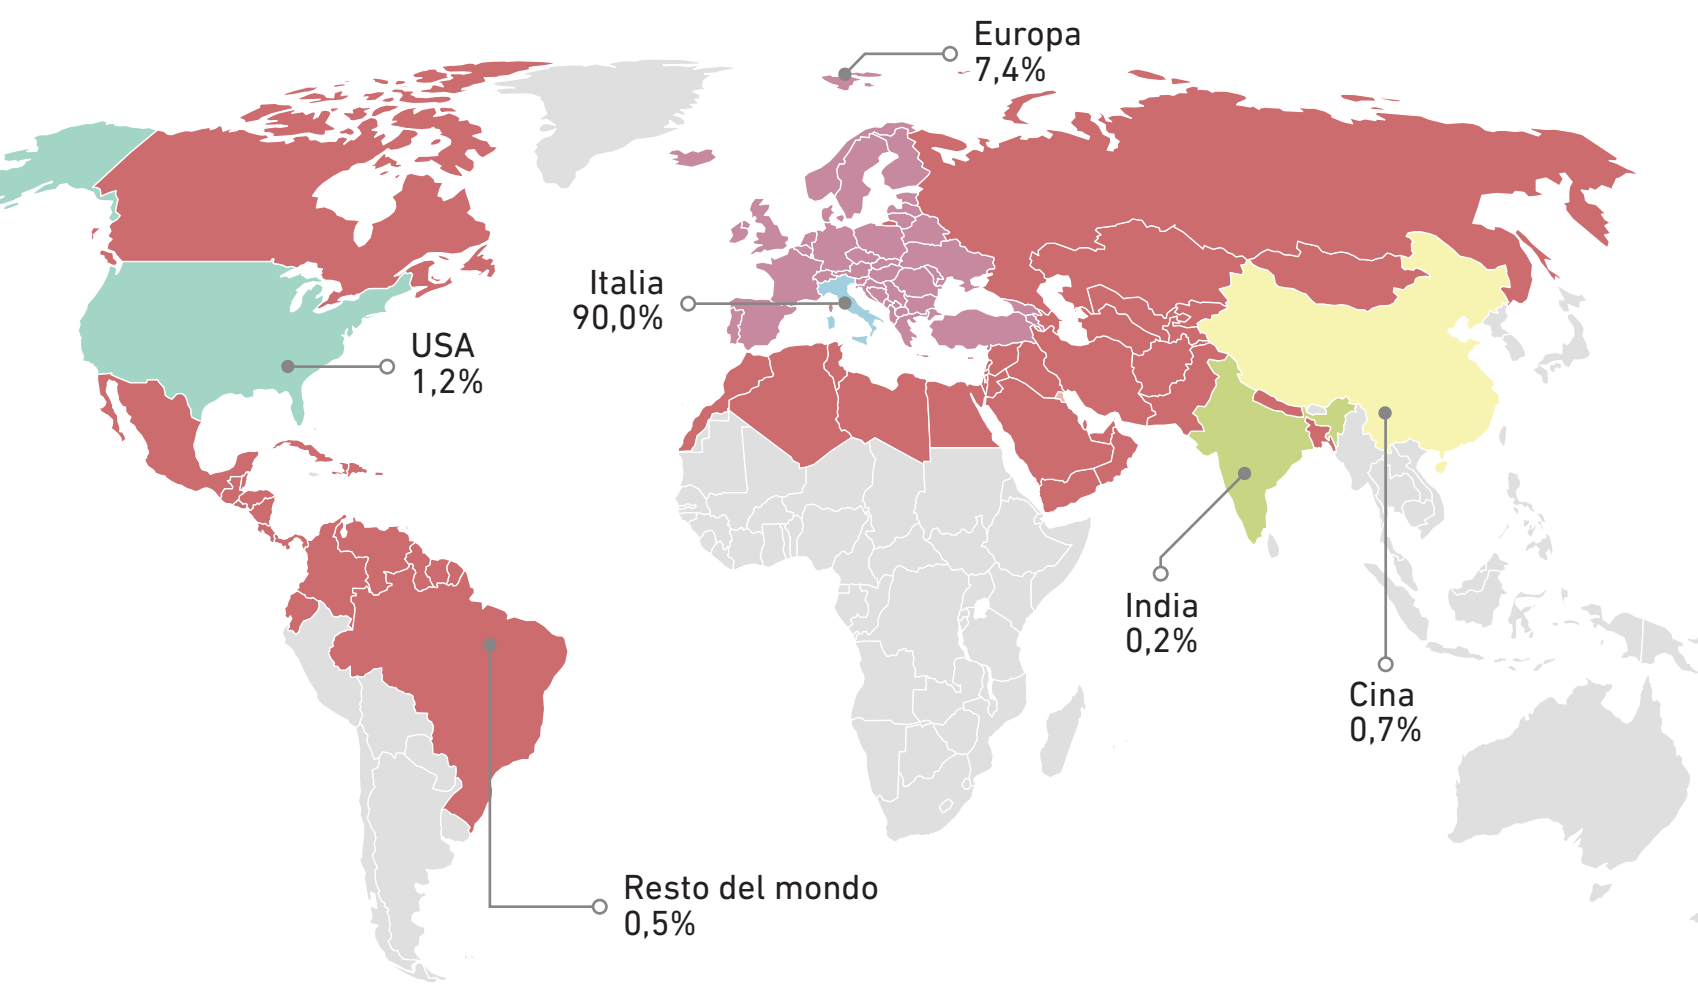 Europa
7,4%
Italia
90,0%
USA
1,2%
India
0,2%
Cina
0,7%
Resto del mondo
0,5%